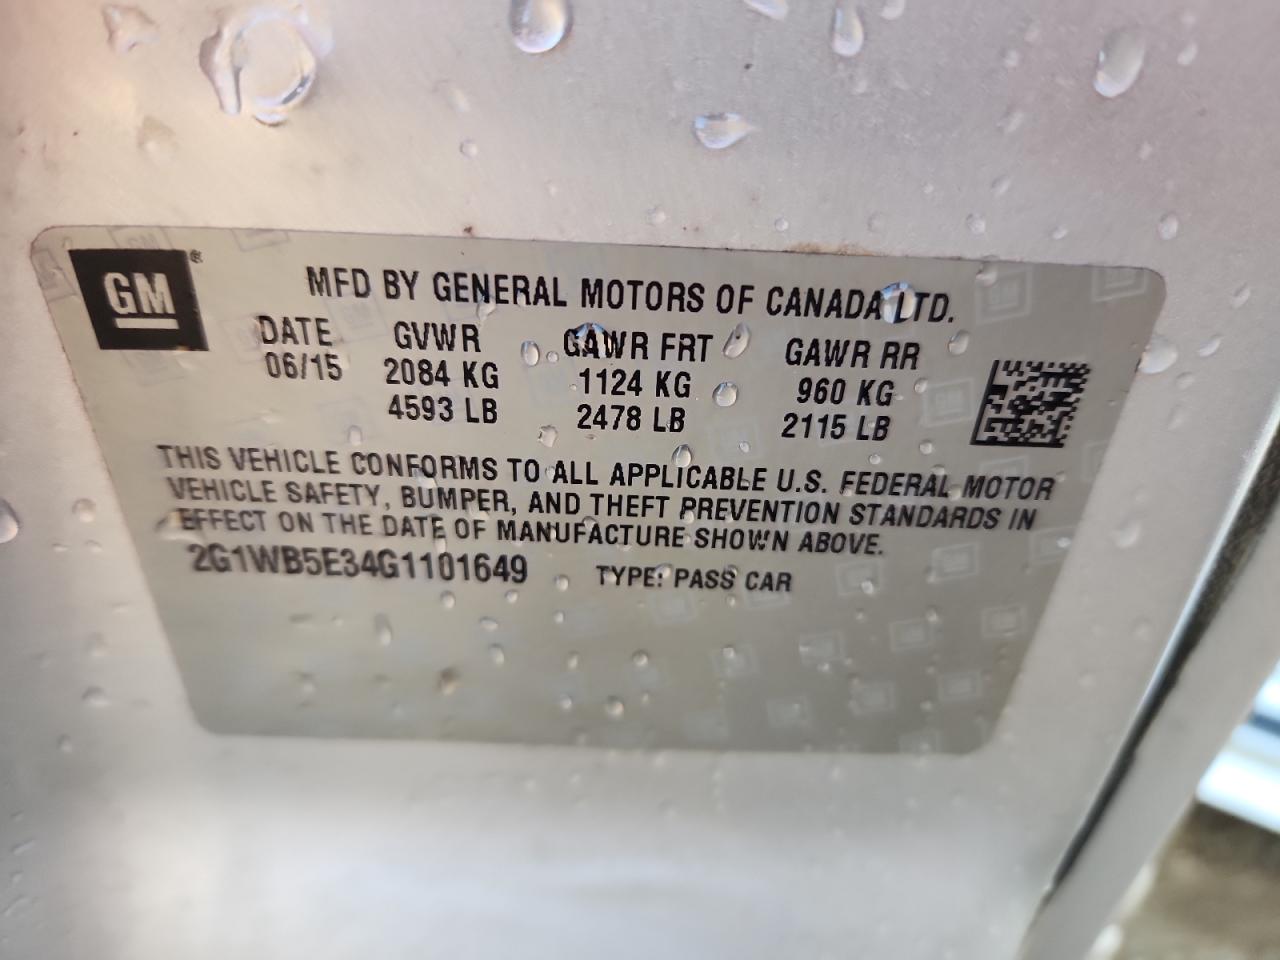 GM®
MFD BY GENERAL MOTORS OF CANADA LTD.
DATE GVWR GAWR FRT GAWR RR
06/15 2084 KG 1124 KG 960 KG
4593 LB 2478 LB 2115 LB
THIS VEHICLE CONFORMS TO ALL APPLICABLE U.S. FEDERAL MOTOR
VEHICLE SAFETY, BUMPER, AND THEFT PREVENTION STANDARDS IN
EFFECT ON THE DATE OF MANUFACTURE SHOWN ABOVE.
2G1WB5E34G1101649 TYPE: PASS CAR